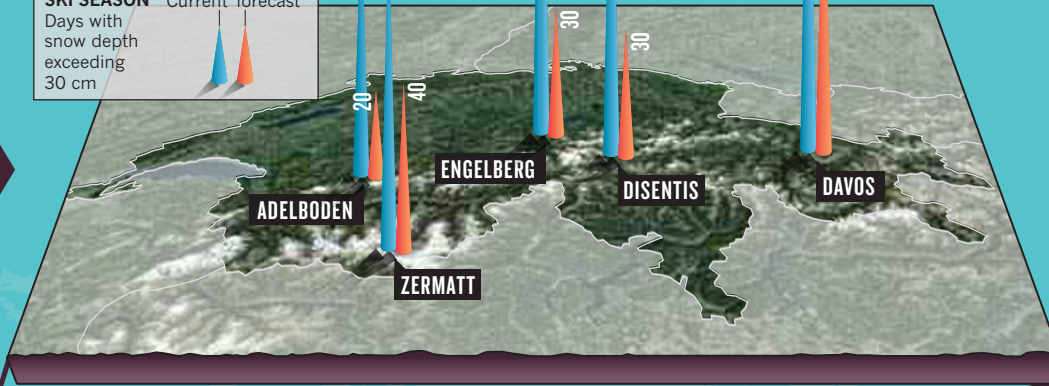 SKI SEASON
Current forecast
Days with
snow depth
exceeding
30 cm
30
30
20
40
ENGELBERG
DISENTIS
DAVOS
ADELBODEN
ZERMATT